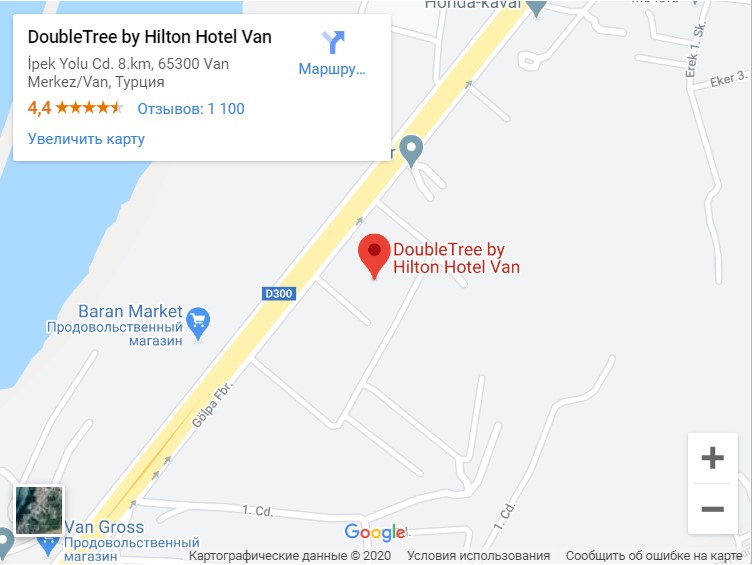 Honda-kaval
DoubleTree by Hilton Hotel Van
İpek Yolu Cd. 8.km, 65300 Van
Merkez/Van, Турция
4,4 Отзывов: 1 100
Увеличить карту
Маршру...
Erek 1. Sk.
Eker 3.
DoubleTree by
Hilton Hotel Van
D300
Baran Market
Продовольственный
магазин
Gölpa Fbr.
1. Cd.
1. Cd.
Van Gross
Продовольственный
магазин
Google
Картографические данные © 2020 Условия использования Сообщить об ошибке на карте